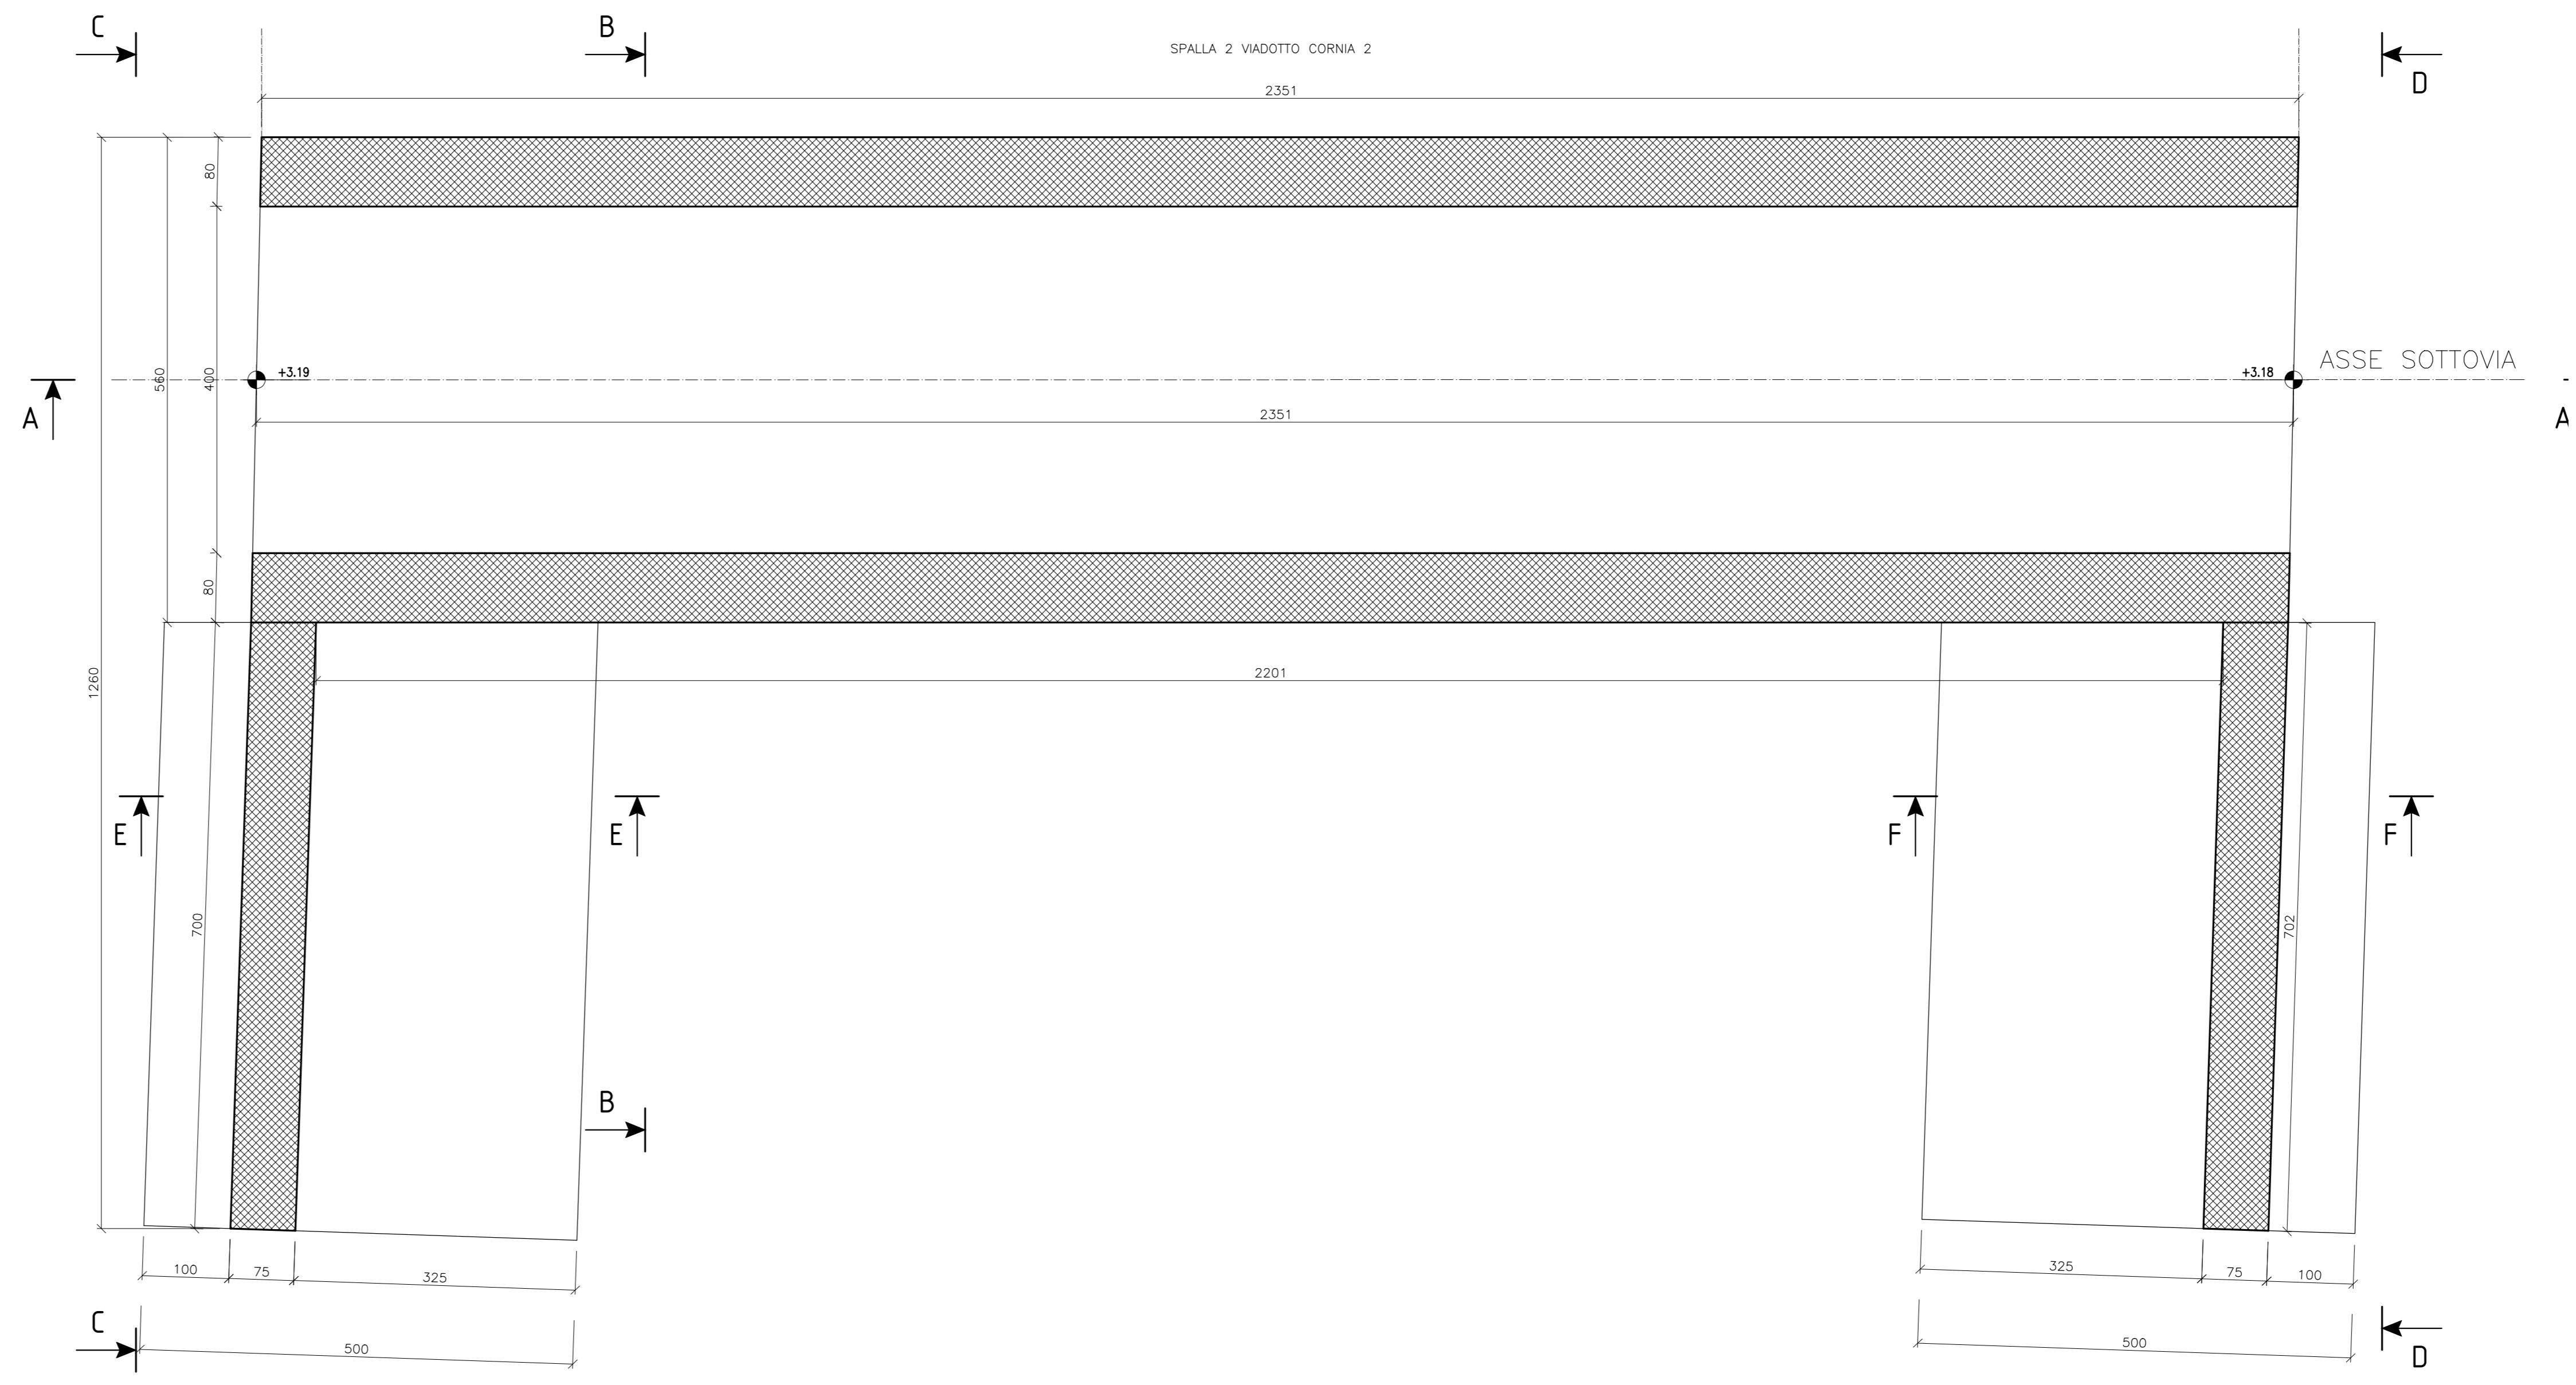 C
B
SPALLA 2 VIADOTTO CORNIA 2
D
2351
80
ASSE SOTTOVIA
+3.19
+3.18
560
400
A
A
2351
80
1260
2201
E
E
F
F
700
702
B
100
75
325
325
75
100
C
500
500
D